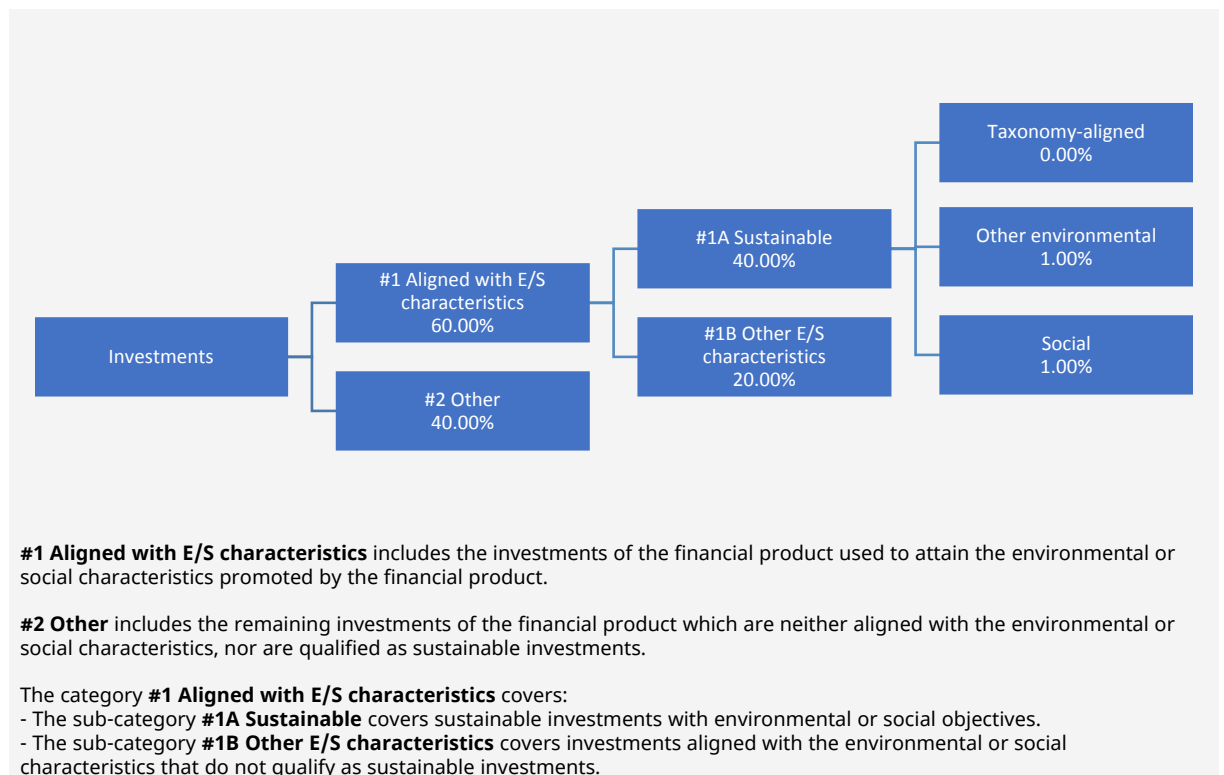 Investments
#1 Aligned with E/S
characteristics
60.00%
#2 Other
40.00%
#1A Sustainable
40.00%
#1B Other E/S
characteristics
20.00%
Taxonomy-aligned
0.00%
Other environmental
1.00%
Social
1.00%
#1 Aligned with E/S characteristics includes the investments of the financial product used to attain the environmental or
social characteristics promoted by the financial product.
#2 Other includes the remaining investments of the financial product which are neither aligned with the environmental or
social characteristics, nor are qualified as sustainable investments.
The category #1 Aligned with E/S characteristics covers:
- The sub-category #1A Sustainable covers sustainable investments with environmental or social objectives.
- The sub-category #1B Other E/S characteristics covers investments aligned with the environmental or social
characteristics that do not qualify as sustainable investments.